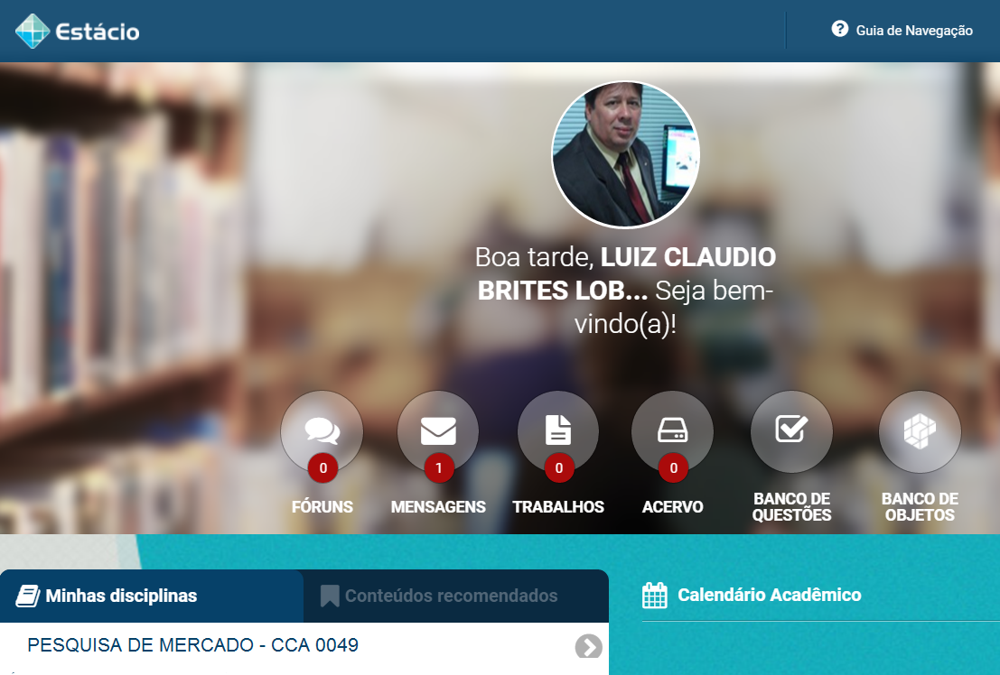 Estácio
Guia de Navegação
Boa tarde, LUIZ CLAUDIO
BRITES LOB... Seja bem-
vindo(a)!
0
1
0
0
FÓRUNS
MENSAGENS
TRABALHOS
ACERVO
BANCO DE
QUESTÕES
BANCO DE
OBJETOS
Minhas disciplinas
Conteúdos recomendados
Calendário Acadêmico
PESQUISA DE MERCADO - CCA 0049